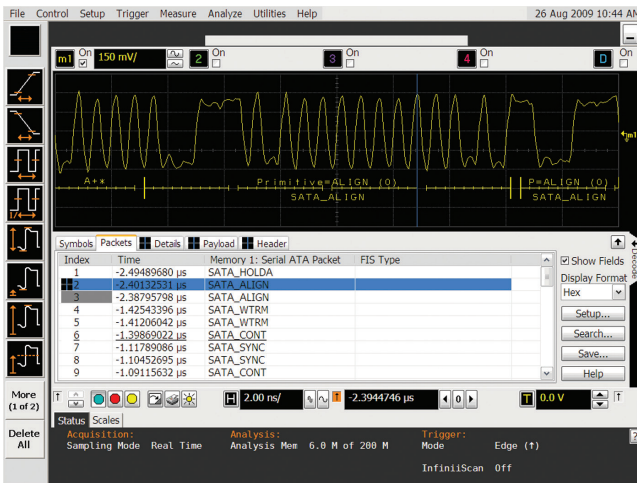 File Control Setup Trigger Measure Analyze Utilities Help 26 Aug 2009 10:44 AM
m1 On 150 mV/ 2 On 3 On 4 On D On
m1
A+* Primitive=ALIGN (0) P=ALIGN (0)
SATA_ALIGN SATA_ALIGN
Symbols Packets Details Payload Header
Index Time Memory 1: Serial ATA Packet FIS Type
1 -2.49489680 µs SATA_HOLDA
2 -2.40132531 µs SATA_ALIGN
3 -2.38795798 µs SATA_ALIGN
4 -1.42543396 µs SATA_WTRM
5 -1.41206042 µs SATA_WTRM
6 -1.39869022 µs SATA_CONT
7 -1.11789086 µs SATA_SYNC
8 -1.10452695 µs SATA_SYNC
9 -1.09115632 µs SATA_CONT
Decode
Show Fields
Display Format
Hex
Setup...
Search...
Save...
Help
1/
More
(1 of 2)
Delete
All
H 2.00 ns/ -2.3944746 µs 0 T 0.0 V
Status Scales
Acquisition: Analysis: Trigger:
Sampling Mode Real Time Analysis Mem 6.0 M of 200 M Mode Edge (↑)
InfiniiScan Off
?